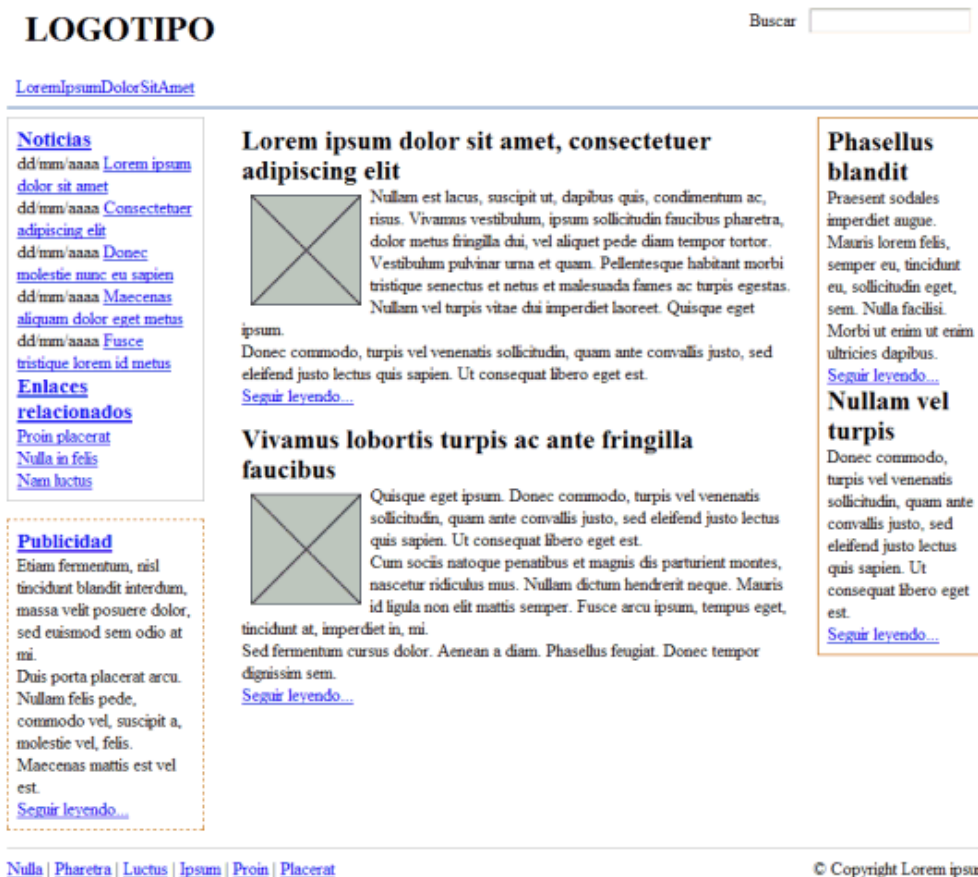 LOGOTIPO
Buscar
LoremIpsumDolorSitAmet
Noticias
dd/mm/aaaa Lorem ipsum
dolor sit amet
dd/mm/aaaa Consectetuer
adipiscing elit
dd/mm/aaaa Donec
molestie nunc eu sapien
dd/mm/aaaa Maecenas
aliquam dolor eget metus
dd/mm/aaaa Fusce
tristique lorem id metus
Enlaces
relacionados
Proin placerat
Nulla in felis
Nam luctus
Publicidad
Etiam fermentum, nisl
tincidunt blandit interdum,
massa velit posuere dolor,
sed euismod sem odio at
mi.
Duis porta placerat arcu.
Nullam felis pede,
commodo vel, suscipit a,
molestie vel, felis.
Maecenas mattis est vel
est.
Seguir leyendo...
Lorem ipsum dolor sit amet, consectetuer
adipiscing elit
Nullam est lacus, suscipit ut, dapibus quis, condimentum ac,
risus. Vivamus vestibulum, ipsum sollicitudin faucibus pharetra,
dolor metus fringilla dui, vel aliquet pede diam tempor tortor.
Vestibulum pulvinar urna et quam. Pellentesque habitant morbi
tristique senectus et netus et malesuada fames ac turpis egestas.
Nullam vel turpis vitae dui imperdiet laoreet. Quisque eget
ipsum.
Donec commodo, turpis vel venenatis sollicitudin, quam ante convallis justo, sed
eleifend justo lectus quis sapien. Ut consequat libero eget est.
Seguir leyendo...
Vivamus lobortis turpis ac ante fringilla
faucibus
Quisque eget ipsum. Donec commodo, turpis vel venenatis
sollicitudin, quam ante convallis justo, sed eleifend justo lectus
quis sapien. Ut consequat libero eget est.
Cum sociis natoque penatibus et magnis dis parturient montes,
nascetur ridiculus mus. Nullam dictum hendrerit neque. Mauris
id ligula non elit mattis semper. Fusce arcu ipsum, tempus eget,
tincidunt at, imperdiet in, mi.
Sed fermentum cursus dolor. Aenean a diam. Phasellus feugiat. Donec tempor
dignissim sem.
Seguir leyendo...
Phasellus
blandit
Praesent sodales
imperdiet augue.
Mauris lorem felis,
semper eu, tincidunt
eu, sollicitudin eget,
sem. Nulla facilisi.
Morbi ut enim ut enim
ultricies dapibus.
Seguir leyendo...
Nullam vel
turpis
Donec commodo,
turpis vel venenatis
sollicitudin, quam ante
convallis justo, sed
eleifend justo lectus
quis sapien. Ut
consequat libero eget
est.
Seguir leyendo...
Nulla | Pharetra | Luctus | Ipsum | Proin | Placerat
© Copyright Lorem ipsu